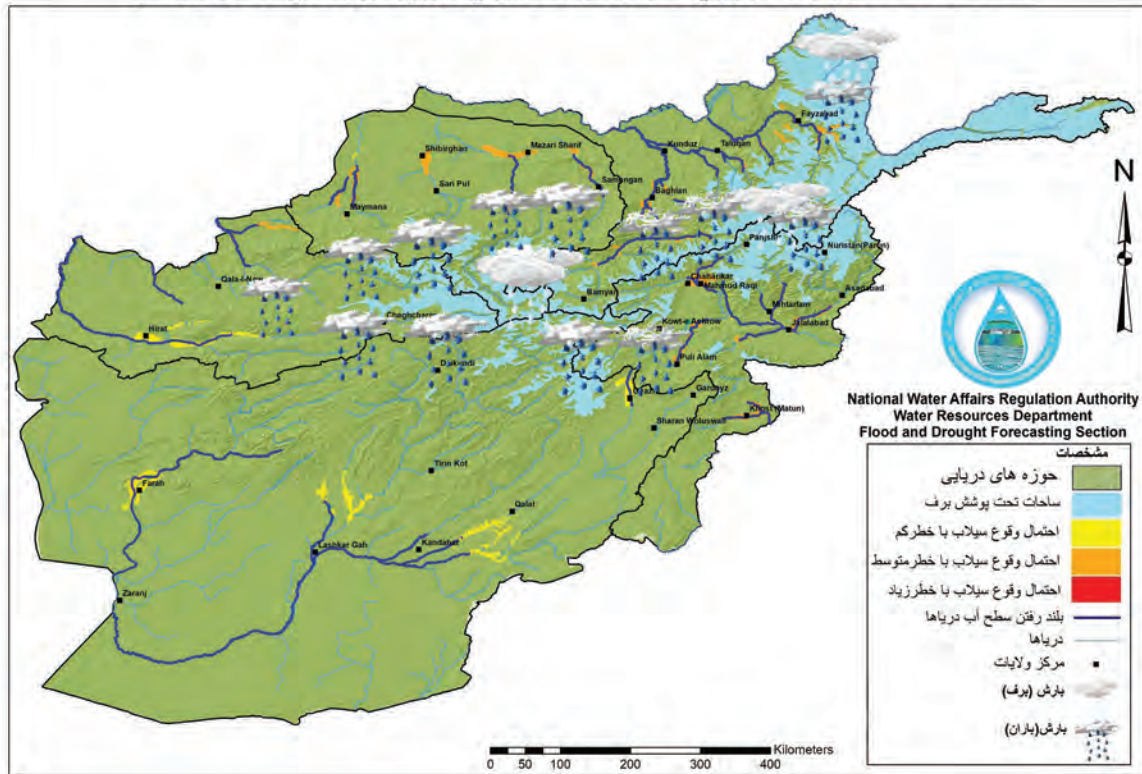 Fayzabad
Shibirghan
Mazari Sharif
Kunduz
Taluqan
Sari Pul
Samangan
Baghlan
Maymana
Panjshir
Nuristan(Parun)
Qala-I-Now
Bamyan
Charikar
Mahmud Raqi
Asadabad
Mihtarlam
Hirat
Chaghcharan
Kowt-e Ashrow
Jalalabad
Daikondi
Puli Alam
Ghazni
Gardeyz
Khost (Matun)
Sharan Woluswali
Tirin Kot
Farah
Qalat
Lashkar Gah
Kandahar
Zaranj
N
National Water Affairs Regulation Authority
Water Resources Department
Flood and Drought Forecasting Section
مشخصات
حوزه های دریایی
ساحات تحت پوشش برف
احتمال وقوع سیلاب با خطرکم
احتمال وقوع سیلاب با خطرمتوسط
احتمال وقوع سیلاب با خطرزیاد
بلند رفتن سطح آب دریاها
دریاها
مرکز ولایات
بارش (برف)
بارش(باران)
Kilometers
0 50 100 200 300 400